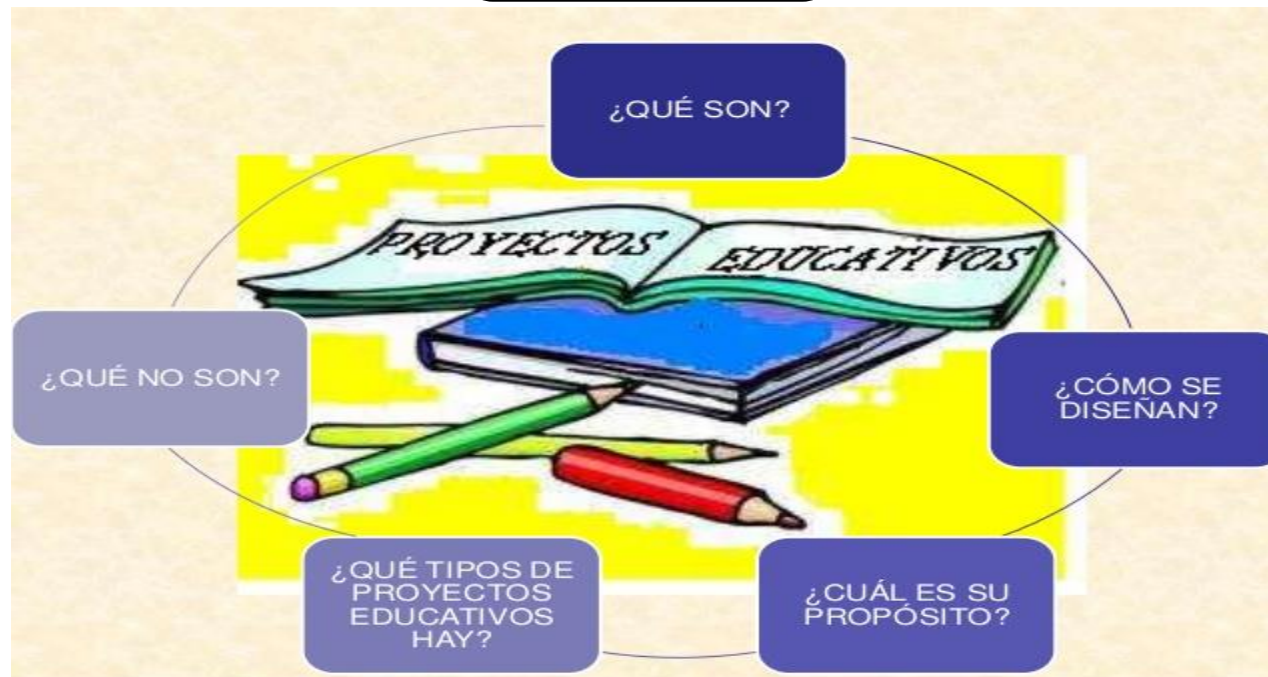 ¿QUÉ SON?
PROYECTOS EDUCATIVOS
¿CÓMO SE
DISEÑAN?
¿CUÁL ES SU
PROPÓSITO?
¿QUÉ TIPOS DE
PROYECTOS
EDUCATIVOS
HAY?
¿QUÉ NO SON?